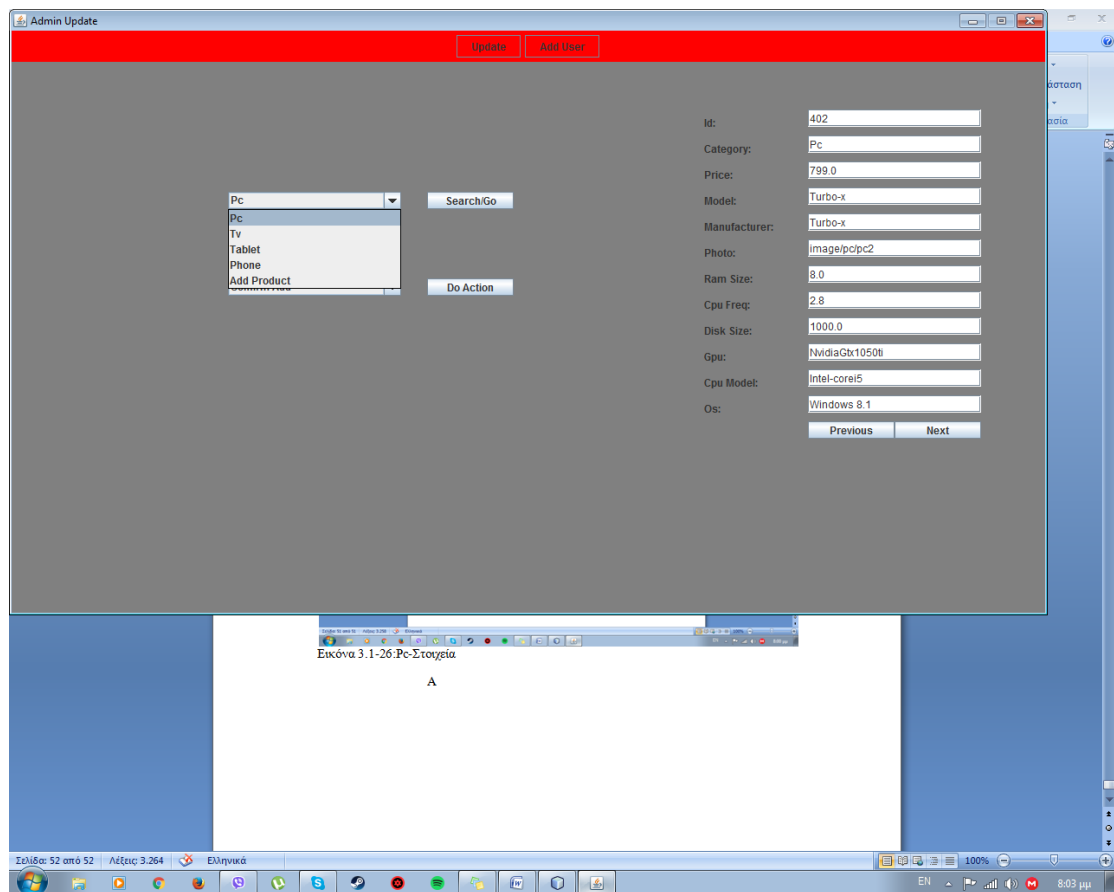 Admin Update
Update Add User
άσταση
ασία
Id: 402
Category: Pc
Price: 799.0
Model: Turbo-x
Manufacturer: Turbo-x
Photo: image/pc/pc2
Ram Size: 8.0
Cpu Freq: 2.8
Disk Size: 1000.0
Gpu: NvidiaGtx1050ti
Cpu Model: Intel-corei5
Os: Windows 8.1
Previous Next
Pc Search/Go
Pc
Tv
Tablet
Phone
Add Product
Do Action
Εικόνα 3.1-26:Pc-Στοιχεία
Α
Σελίδα: 52 από 52 Λέξεις: 3.264 Ελληνικά 100%
EN 8:03 μμ